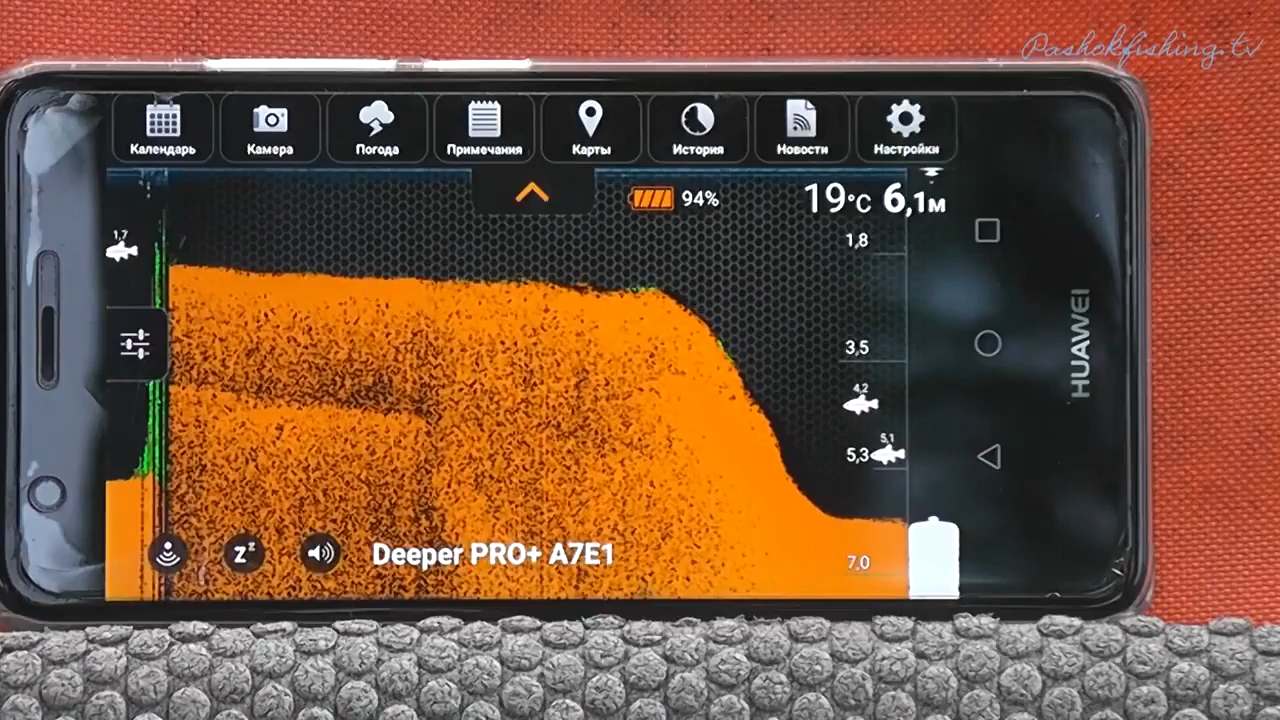 Pashokfishing.tv
Календарь
Камера
Погода
Примечания
Карты
История
Новости
Настройки
94%
19°C 6,1м
1,7
1,8
3,5
4,2
5,1
5,3
7,0
zz
Deeper PRO+ A7E1
HUAWEI